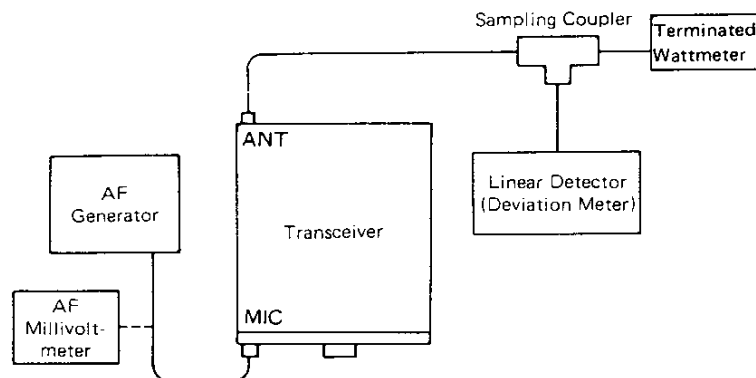 Sampling Coupler
Terminated
Wattmeter
ANT
Linear Detector
(Deviation Meter)
AF
Generator
Transceiver
AF
Millivolt-
meter
MIC